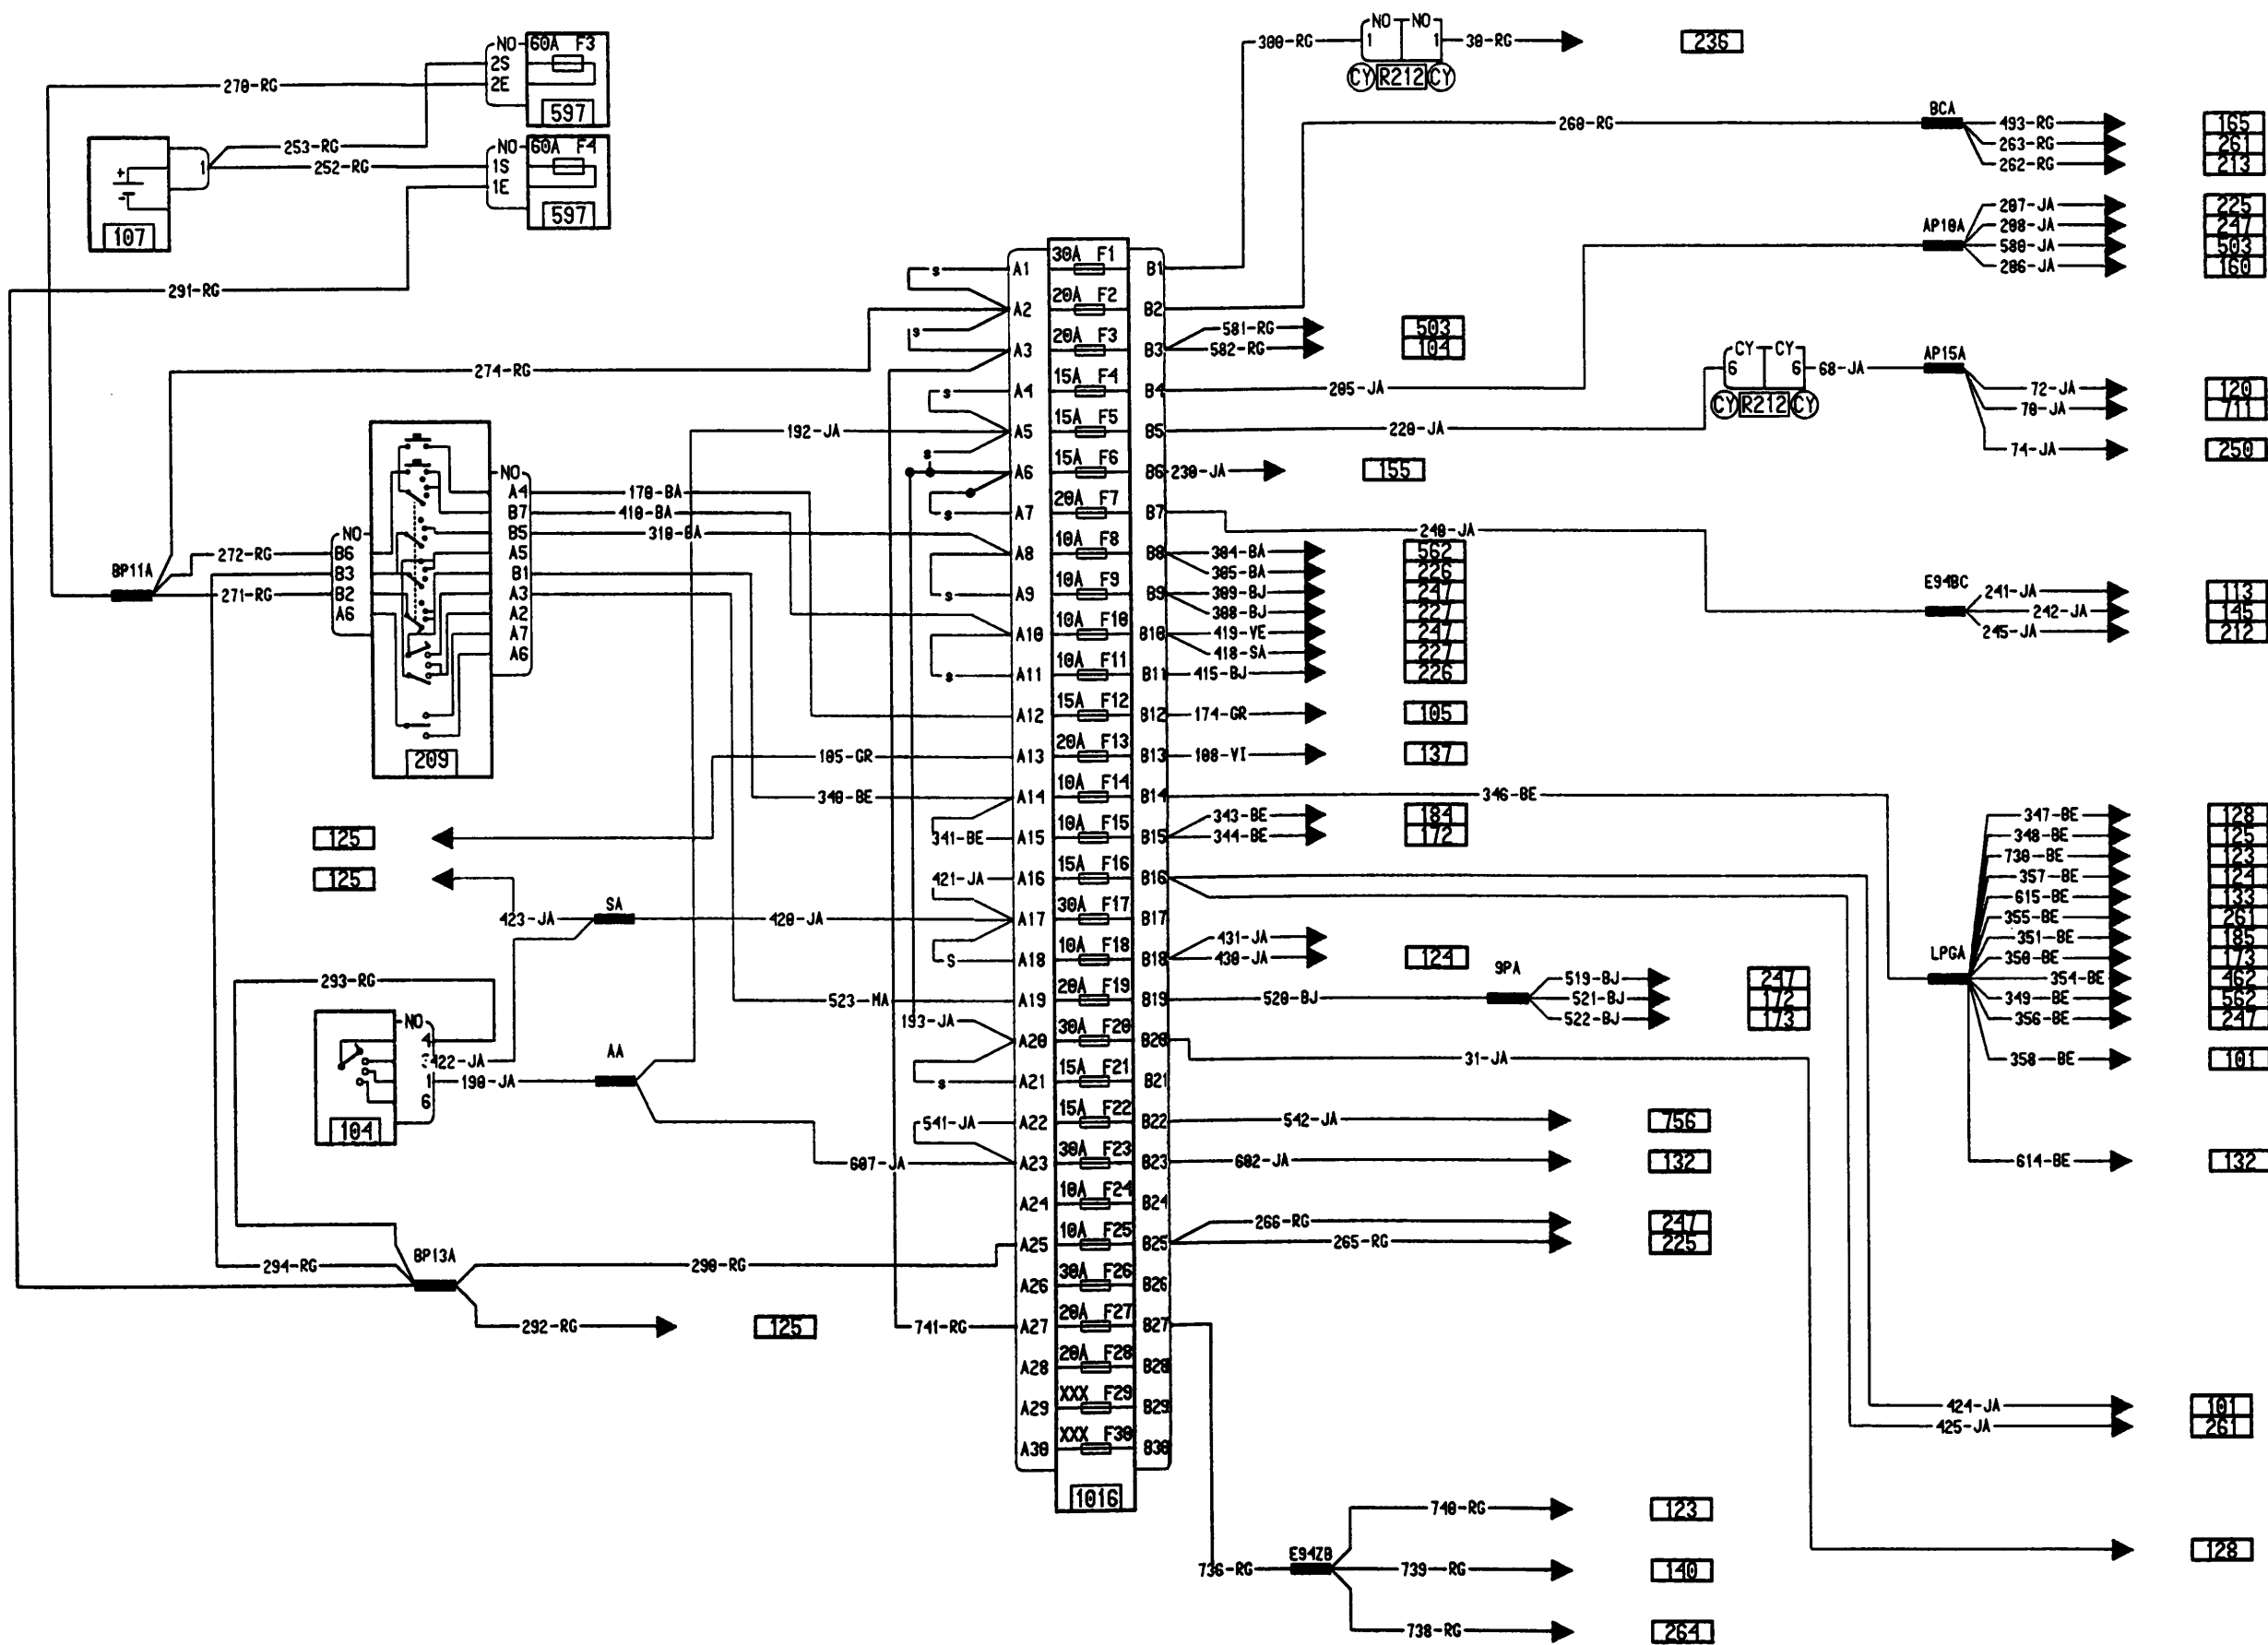 NO 60A F3
2S
2E
597
270-RG
253-RG
252-RG
NO 60A F4
1S
1E
597
1
+
-
107
291-RG
274-RG
192-JA
NO
A4
B7
B5
A5
B1
A3
A2
A7
A6
170-BA
410-BA
310-BA
NO
B6
B3
B2
A6
BP11A
272-RG
271-RG
209
105-GR
340-BE
125
125
SA
423-JA
420-JA
293-RG
523-MA
NO
4
422-JA
1
6
190-JA
AA
104
607-JA
BP13A
294-RG
290-RG
292-RG
125
s
s
s
s
s
s
s
341-BE
421-JA
S
193-JA
s
541-JA
741-RG
A1 30A F1 B1
A2 20A F2 B2
A3 20A F3 B3
A4 15A F4 B4
A5 15A F5 B5
A6 15A F6 B6
A7 20A F7 B7
A8 10A F8 B8
A9 10A F9 B9
A10 10A F10 B10
A11 10A F11 B11
A12 15A F12 B12
A13 20A F13 B13
A14 10A F14 B14
A15 10A F15 B15
A16 15A F16 B16
A17 30A F17 B17
A18 10A F18 B18
A19 20A F19 B19
A20 30A F20 B20
A21 15A F21 B21
A22 15A F22 B22
A23 30A F23 B23
A24 10A F24 B24
A25 10A F25 B25
A26 30A F26 B26
A27 20A F27 B27
A28 20A F28 B28
A29 XXX F29 B29
A30 XXX F30 B30
1016
300-RG
NO NO
1 1
CY R212 CY
30-RG
236
260-RG
BCA
493-RG 165
263-RG 261
262-RG 213
AP10A
207-JA 225
208-JA 247
580-JA 503
206-JA 160
581-RG 503
582-RG 104
205-JA
CY CY
6 6
CY R212 CY
68-JA
AP15A
72-JA 120
70-JA 711
74-JA 250
220-JA
230-JA 155
240-JA
E94BC
241-JA 113
242-JA 145
245-JA 212
304-BA 562
305-BA 226
309-BJ 247
308-BJ 227
419-VE 247
418-SA 227
415-BJ 226
174-GR 105
108-VI 137
346-BE
343-BE 184
344-BE 172
LPGA
347-BE 128
348-BE 125
730-BE 123
357-BE 124
615-BE 133
355-BE 261
351-BE 185
350-BE 173
354-BE 462
349-BE 562
356-BE 247
358-BE 101
614-BE 132
431-JA
430-JA 124
520-BJ
9PA
519-BJ 247
521-BJ 172
522-BJ 173
31-JA
542-JA 756
602-JA 132
266-RG 247
265-RG 225
424-JA 101
425-JA 261
128
736-RG
E94ZB
740-RG 123
739-RG 140
738-RG 264